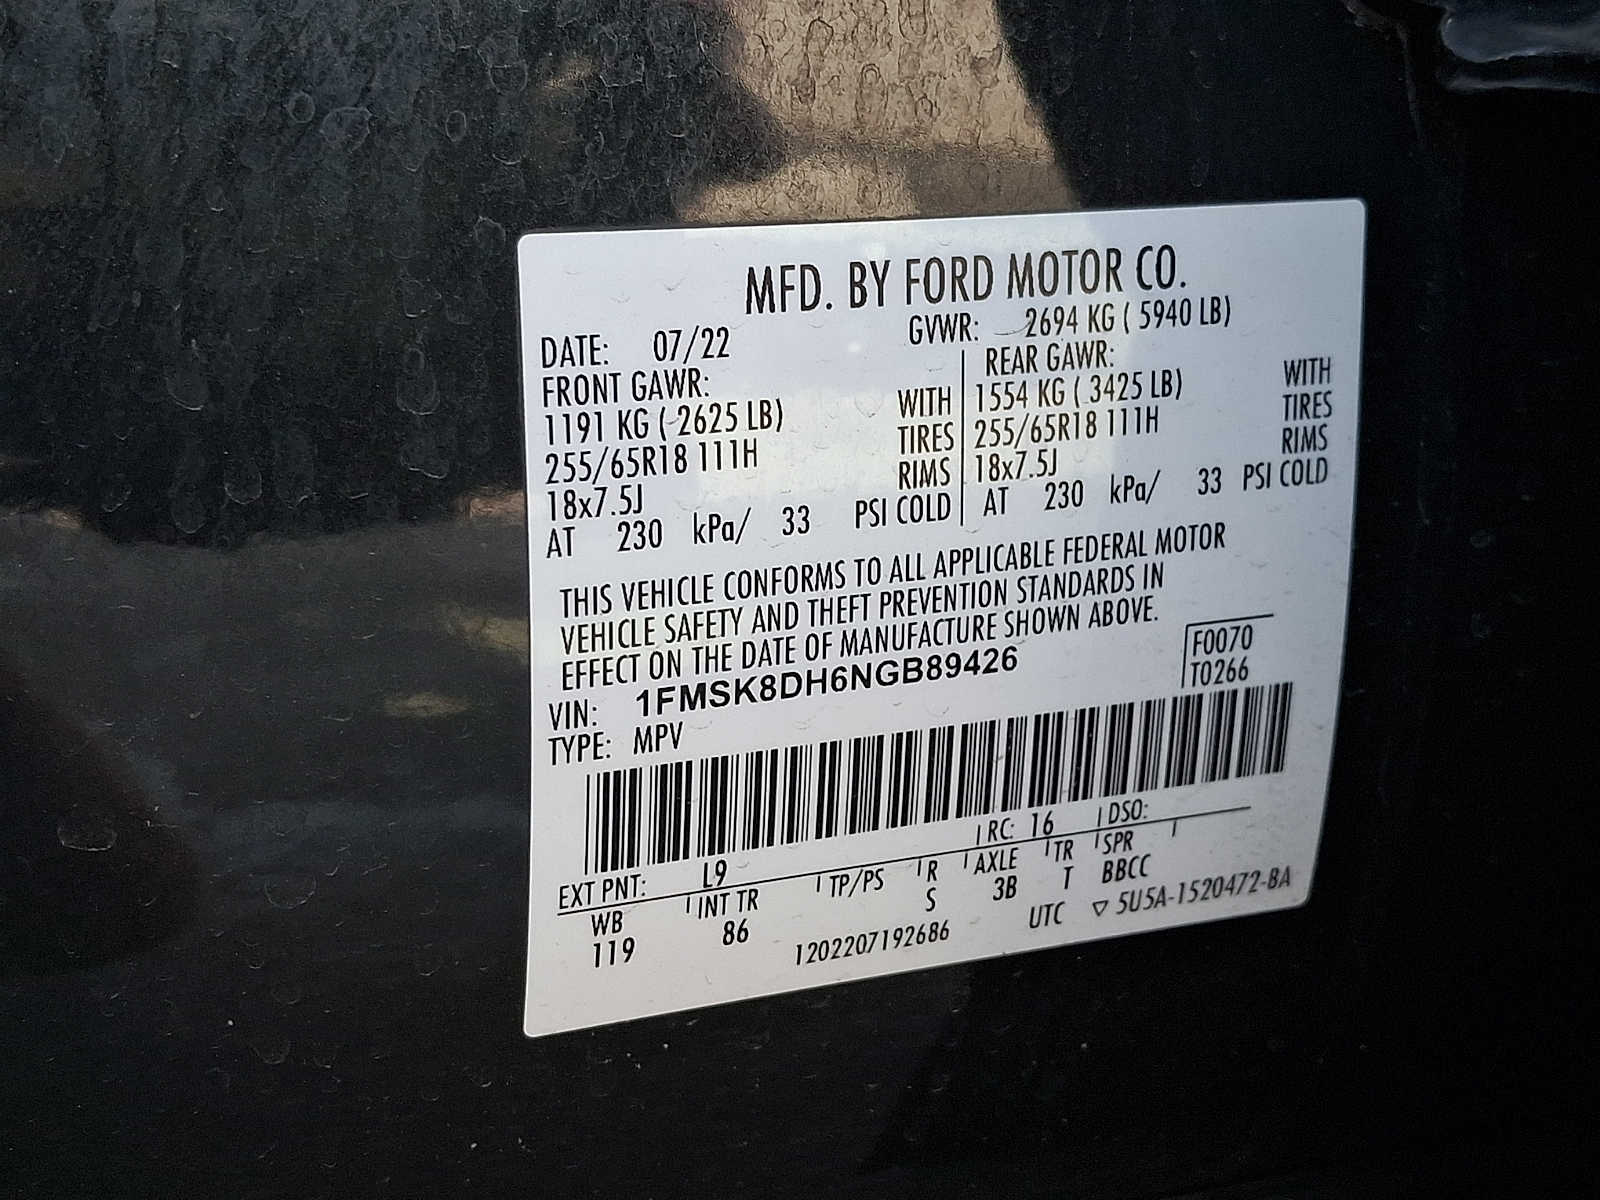 MFD. BY FORD MOTOR CO.
DATE: 07/22 GVWR: 2694 KG ( 5940 LB)
FRONT GAWR: REAR GAWR:
1191 KG ( 2625 LB) WITH 1554 KG ( 3425 LB) WITH
255/65R18 111H TIRES 255/65R18 111H TIRES
18x7.5J RIMS 18x7.5J RIMS
AT 230 kPa/ 33 PSI COLD AT 230 kPa/ 33 PSI COLD
THIS VEHICLE CONFORMS TO ALL APPLICABLE FEDERAL MOTOR
VEHICLE SAFETY AND THEFT PREVENTION STANDARDS IN
EFFECT ON THE DATE OF MANUFACTURE SHOWN ABOVE.
VIN: 1FMSK8DH6NGB89426 F0070
TYPE: MPV T0266
EXT PNT: L9 RC: 16 DSO:
WB INT TR TP/PS R AXLE TR SPR
119 86 S 3B T BBCC
1202207192686 UTC ▽ 5U5A-1520472-BA